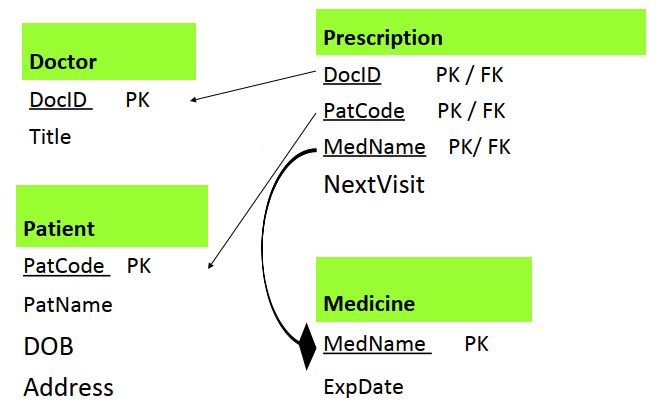 Doctor
DocID PK
Title
Prescription
DocID PK / FK
PatCode PK / FK
MedName PK/ FK
NextVisit
Patient
PatCode PK
PatName
DOB
Address
Medicine
MedName PK
ExpDate